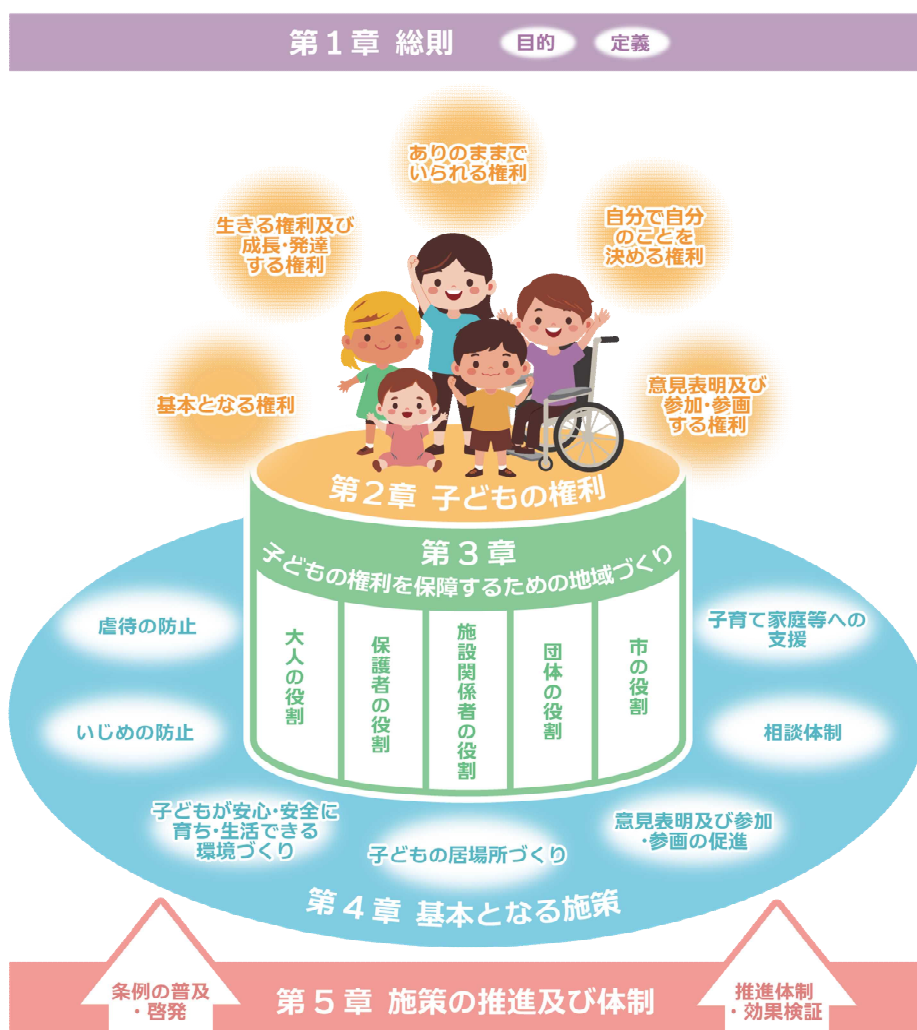 第1章 総則
目的
定義
ありのままで
いられる権利
生きる権利及び
成長・発達
する権利
自分で自分
のことを
決める権利
基本となる権利
意見表明及び
参加・参画
する権利
第2章 子どもの権利
第3章
子どもの権利を保障するための地域づくり
大人の役割
保護者の役割
施設関係者の役割
団体の役割
市の役割
虐待の防止
子育て家庭等への
支援
いじめの防止
相談体制
子どもが安心・安全に
育ち・生活できる
環境づくり
子どもの居場所づくり
意見表明及び参加
・参画の促進
第4章 基本となる施策
条例の普及
・啓発
第5章 施策の推進及び体制
推進体制
・効果検証